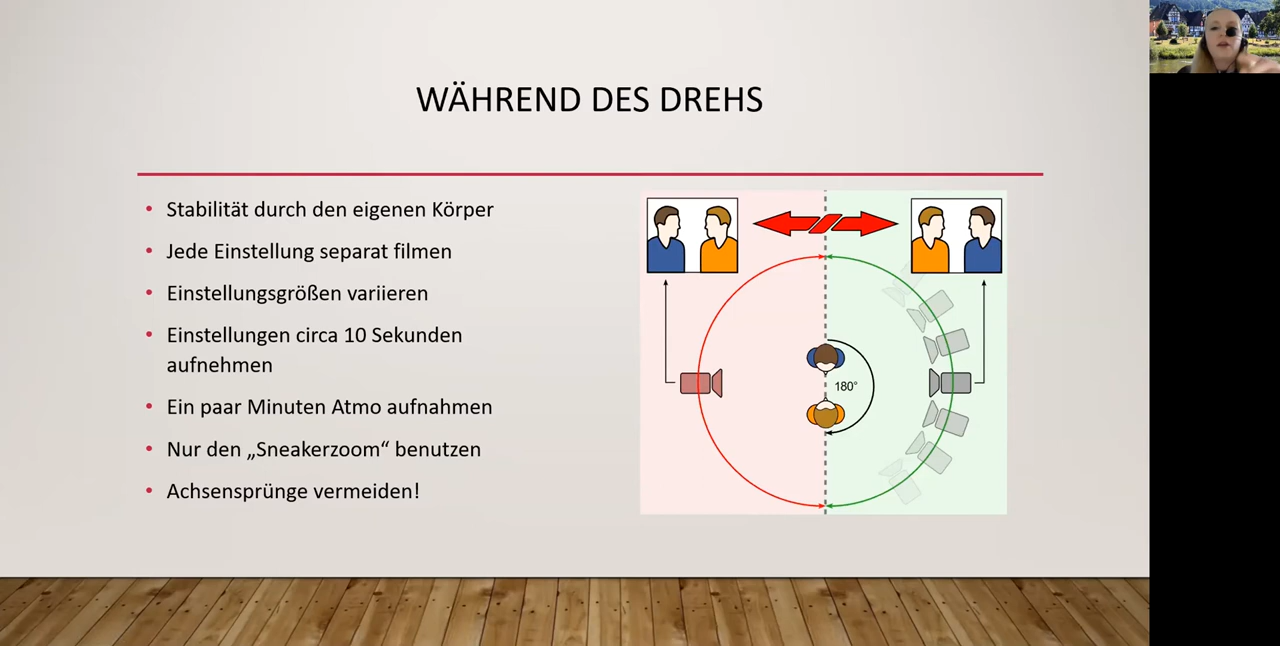 WÄHREND DES DREHS
Stabilität durch den eigenen Körper
Jede Einstellung separat filmen
Einstellungsgrößen variieren
Einstellungen circa 10 Sekunden
aufnehmen
Ein paar Minuten Atmo aufnahmen
Nur den „Sneakerzoom“ benutzen
Achsensprünge vermeiden!
180°